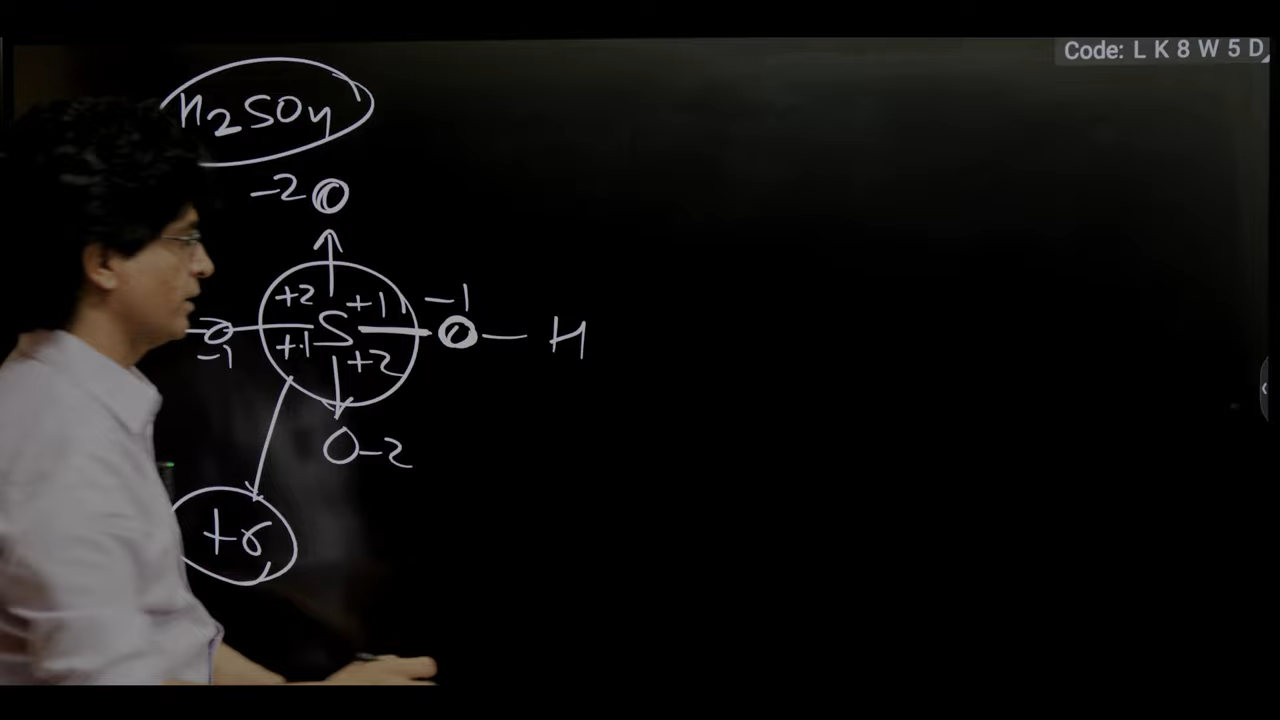 Code: L K 8 W 5 D
H2SO4
-2 O
+2 +1 -1
O S O - H
-1 +1 +2
O -2
+6